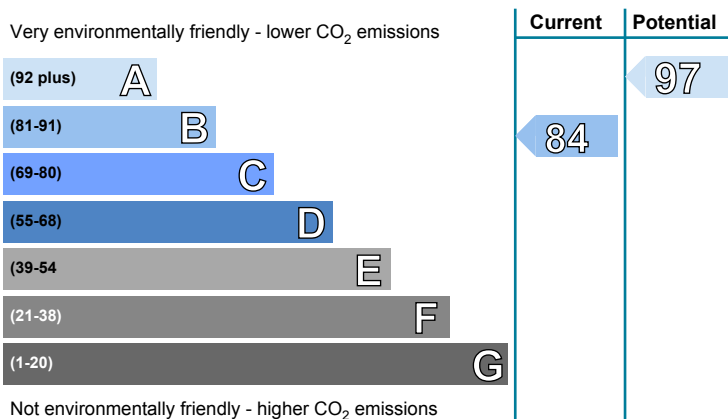 Very environmentally friendly - lower CO2 emissions
Current
Potential
(92 plus) A
97
(81-91) B
84
(69-80) C
(55-68) D
(39-54 E
(21-38) F
(1-20) G
Not environmentally friendly - higher CO2 emissions